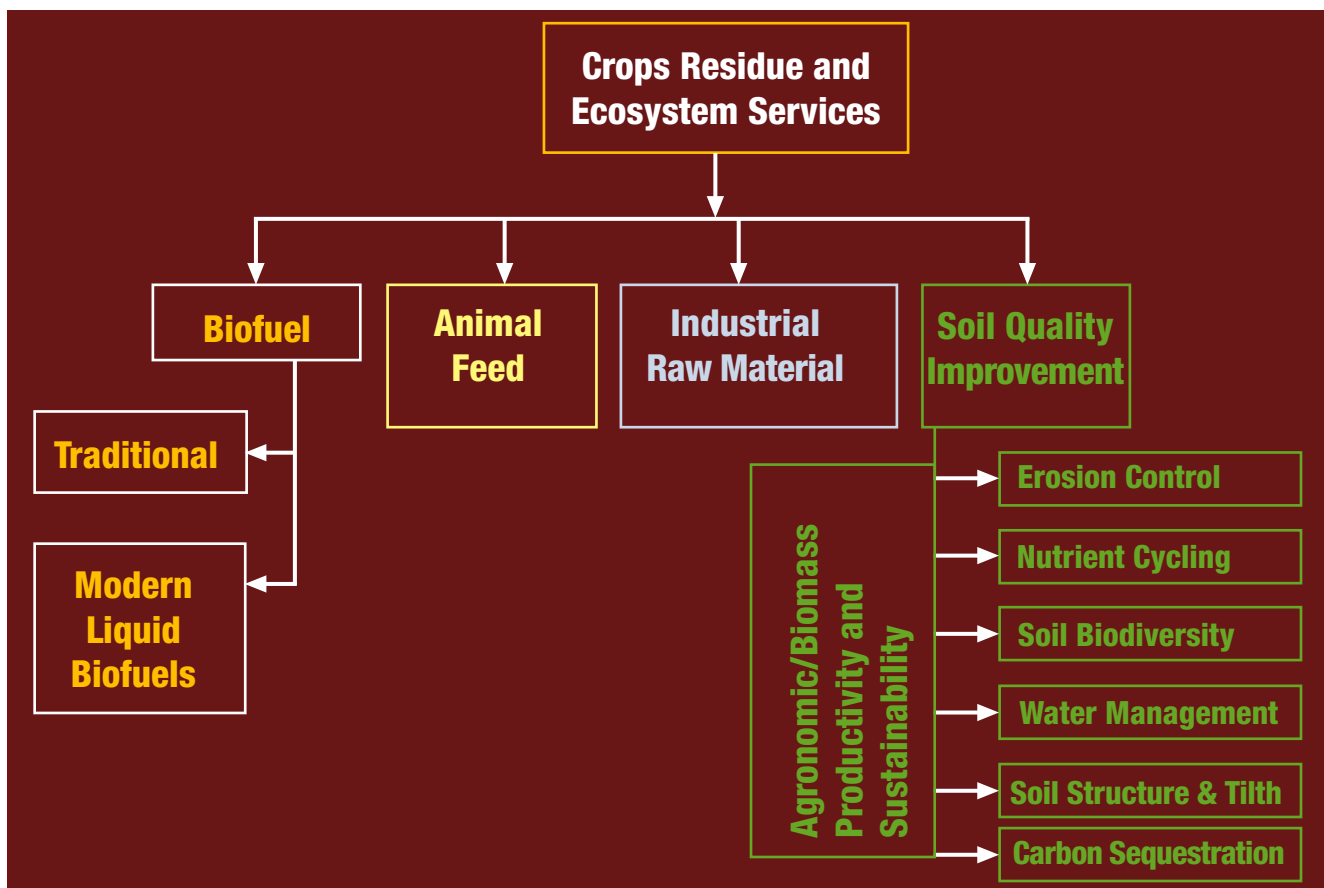 Crops Residue and
Ecosystem Services
Biofuel
Animal
Feed
Industrial
Raw Material
Soil Quality
Improvement
Traditional
Modern
Liquid
Biofuels
Agronomic/Biomass
Productivity and
Sustainability
Erosion Control
Nutrient Cycling
Soil Biodiversity
Water Management
Soil Structure & Tilth
Carbon Sequestration